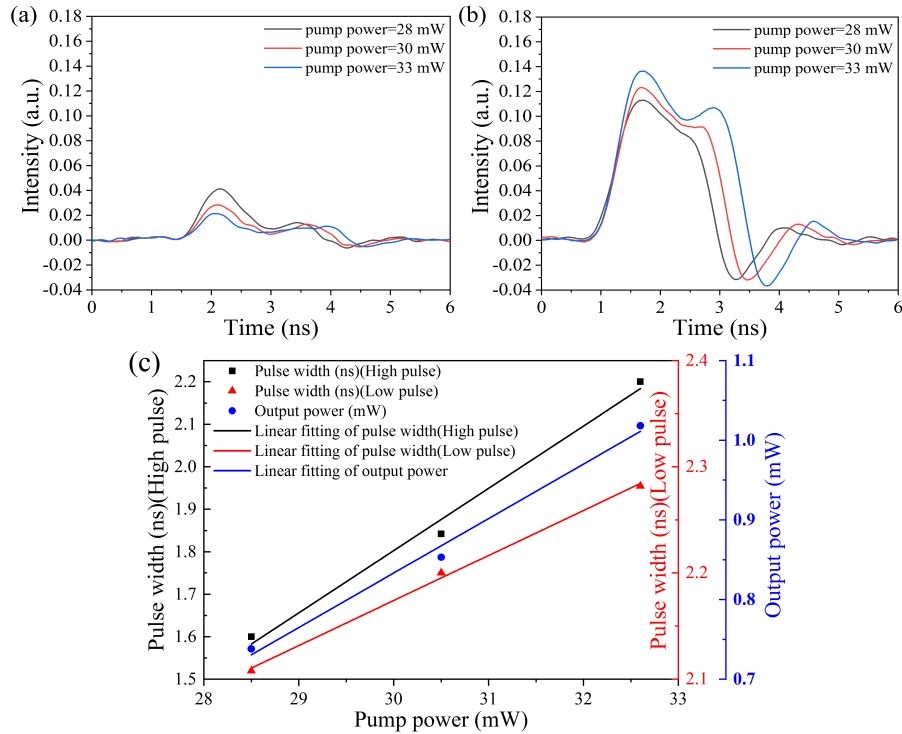 (a)
Intensity (a.u.)
0.18
0.16
0.14
0.12
0.10
0.08
0.06
0.04
0.02
0.00
-0.02
-0.04
pump power=28 mW
pump power=30 mW
pump power=33 mW
0 1 2 3 4 5 6
Time (ns)
(b)
Intensity (a.u.)
0.18
0.16
0.14
0.12
0.10
0.08
0.06
0.04
0.02
0.00
-0.02
-0.04
pump power=28 mW
pump power=30 mW
pump power=33 mW
0 1 2 3 4 5 6
Time (ns)
(c)
Pulse width (ns)(High pulse)
2.2
2.1
2.0
1.9
1.8
1.7
1.6
1.5
Pulse width (ns)(High pulse)
Pulse width (ns)(Low pulse)
Output power (mW)
Linear fitting of pulse width(High pulse)
Linear fitting of pulse width(Low pulse)
Linear fitting of output power
28 29 30 31 32 33
Pump power (mW)
Pulse width (ns)(Low pulse)
2.4
2.3
2.2
2.1
Output power (mW)
1.1
1.0
0.9
0.8
0.7